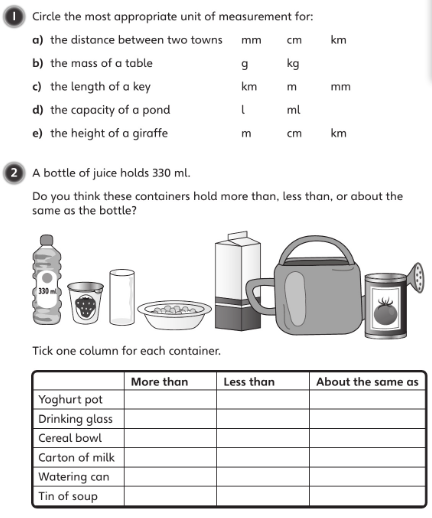 1 Circle the most appropriate unit of measurement for:
a) the distance between two towns mm cm km
b) the mass of a table g kg
c) the length of a key km m mm
d) the capacity of a pond l ml
e) the height of a giraffe m cm km
2 A bottle of juice holds 330 ml.
Do you think these containers hold more than, less than, or about the
same as the bottle?
330 ml
Tick one column for each container.
More than Less than About the same as
Yoghurt pot
Drinking glass
Cereal bowl
Carton of milk
Watering can
Tin of soup